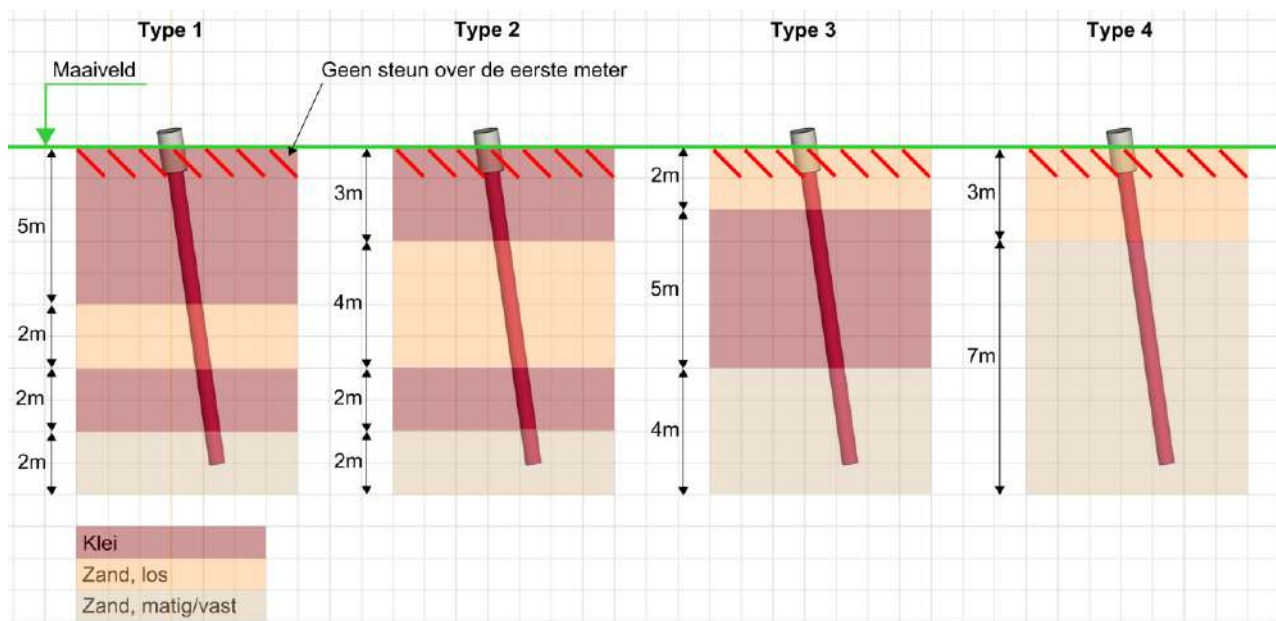 Type 1
Type 2
Type 3
Type 4
Maaiveld
Geen steun over de eerste meter
5m
2m
2m
2m
3m
4m
2m
2m
2m
5m
4m
3m
7m
Klei
Zand, los
Zand, matig/vast